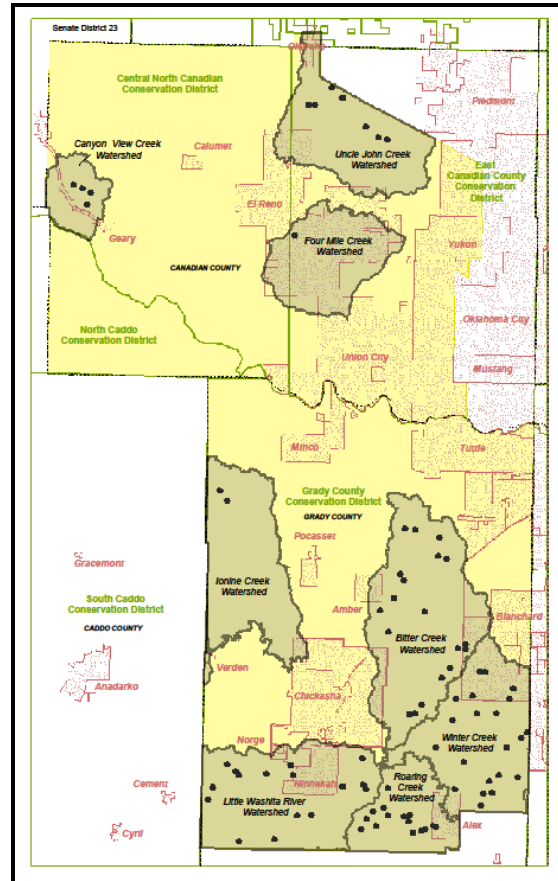 Senate District 23
Okarche
Central North Canadian
Conservation District
Piedmont
Canyon View Creek
Watershed
Calumet
Uncle John Creek
Watershed
East
Canadian County
Conservation
District
El Reno
Geary
Four Mile Creek
Watershed
Yukon
CANADIAN COUNTY
North Caddo
Conservation District
Oklahoma City
Union City
Mustang
Minco
Tuttle
Grady County
Conservation District
GRADY COUNTY
Pocasset
Gracemont
Ionine Creek
Watershed
South Caddo
Conservation District
CADDO COUNTY
Amber
Blanchard
Bitter Creek
Watershed
Verden
Anadarko
Chickasha
Norge
Winter Creek
Watershed
Cement
Ninnekah
Roaring
Creek
Watershed
Little Washita River
Watershed
Cyril
Alex